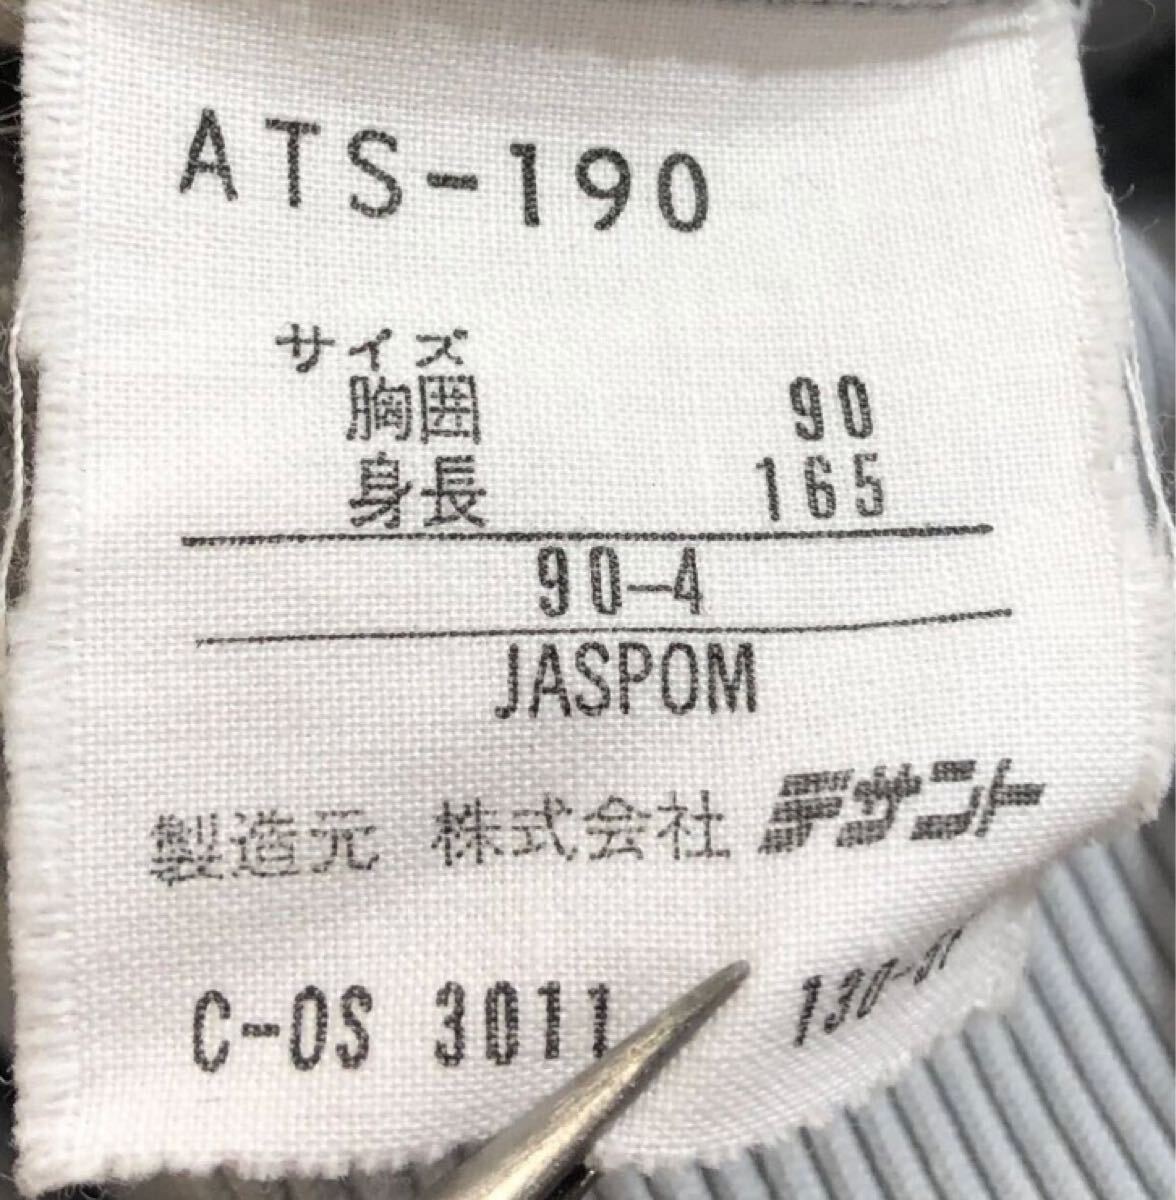 ATS-190
サイズ
胸囲 90
身長 165
90-4
JASPOM
製造元 株式会社 デサント
C-OS 3011 130-